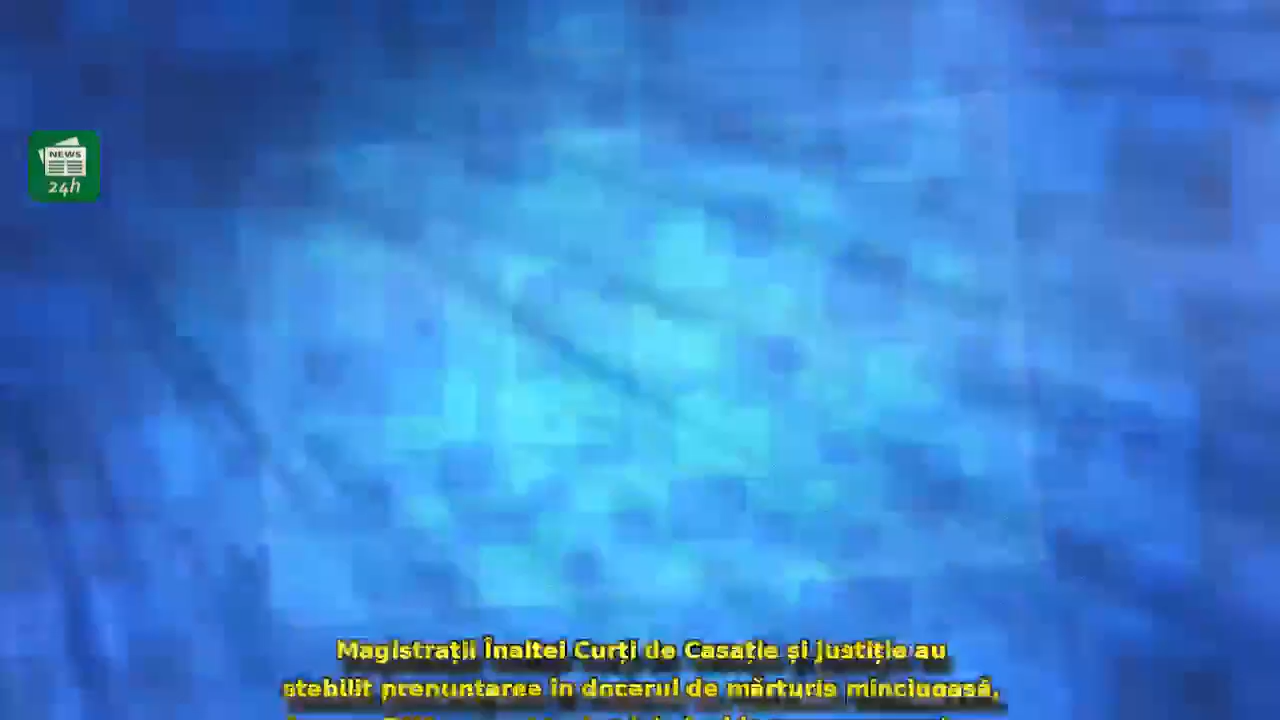 NEWS
24h
Magistrații Înaltei Curți de Casație și Justiție au
stabilit pronunțarea în dosarul de mărturie mincinoasă,